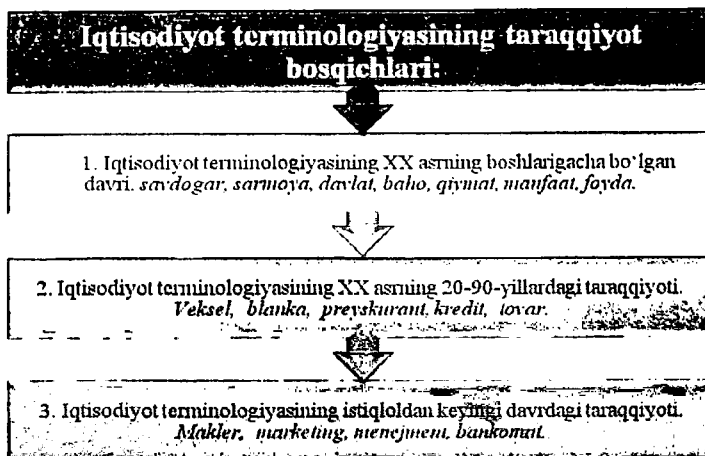 Iqtisodiyot terminologiyasining taraqqiyot
bosqichlari:
1. Iqtisodiyot terminologiyasining XX asrning boshlarigacha bo‘lgan
davri. savdogar, sarmoya, davlat, baho, qiymat, manfaat, foyda.
2. Iqtisodiyot terminologiyasining XX asrning 20-90-yillardagi taraqqiyoti.
Veksel, blanka, preyskurant, kredit, tovar.
3. Iqtisodiyot terminologiyasining istiqloldan keyingi davrdagi taraqqiyoti.
Makler, marketing, menejment, bankomat.